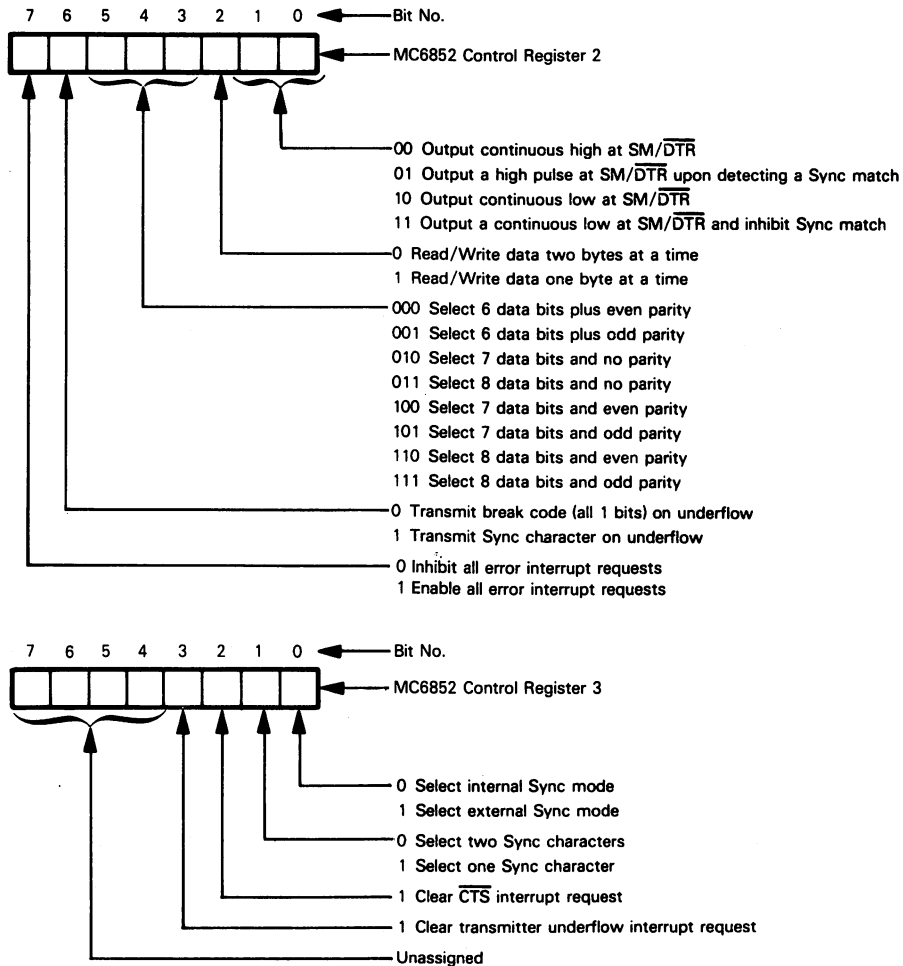 7 6 5 4 3 2 1 0 Bit No.
MC6852 Control Register 2
00 Output continuous high at SM/D̅T̅R̅
01 Output a high pulse at SM/D̅T̅R̅ upon detecting a Sync match
10 Output continuous low at SM/D̅T̅R̅
11 Output a continuous low at SM/D̅T̅R̅ and inhibit Sync match
0 Read/Write data two bytes at a time
1 Read/Write data one byte at a time
000 Select 6 data bits plus even parity
001 Select 6 data bits plus odd parity
010 Select 7 data bits and no parity
011 Select 8 data bits and no parity
100 Select 7 data bits and even parity
101 Select 7 data bits and odd parity
110 Select 8 data bits and even parity
111 Select 8 data bits and odd parity
0 Transmit break code (all 1 bits) on underflow
1 Transmit Sync character on underflow
0 Inhibit all error interrupt requests
1 Enable all error interrupt requests
7 6 5 4 3 2 1 0 Bit No.
MC6852 Control Register 3
0 Select internal Sync mode
1 Select external Sync mode
0 Select two Sync characters
1 Select one Sync character
1 Clear C̅T̅S̅ interrupt request
1 Clear transmitter underflow interrupt request
Unassigned